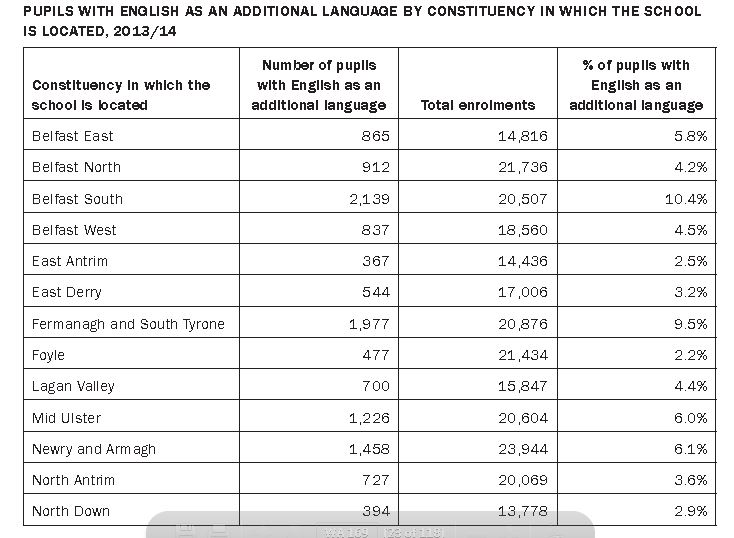 PUPILS WITH ENGLISH AS AN ADDITIONAL LANGUAGE BY CONSTITUENCY IN WHICH THE SCHOOL
IS LOCATED, 2013/14
Constituency in which the school is located | Number of pupils with English as an additional language | Total enrolments | % of pupils with English as an additional language
Belfast East 865 14,816 5.8%
Belfast North 912 21,736 4.2%
Belfast South 2,139 20,507 10.4%
Belfast West 837 18,560 4.5%
East Antrim 367 14,436 2.5%
East Derry 544 17,006 3.2%
Fermanagh and South Tyrone 1,977 20,876 9.5%
Foyle 477 21,434 2.2%
Lagan Valley 700 15,847 4.4%
Mid Ulster 1,226 20,604 6.0%
Newry and Armagh 1,458 23,944 6.1%
North Antrim 727 20,069 3.6%
North Down 394 13,778 2.9%
WA 169 (23 of 118)